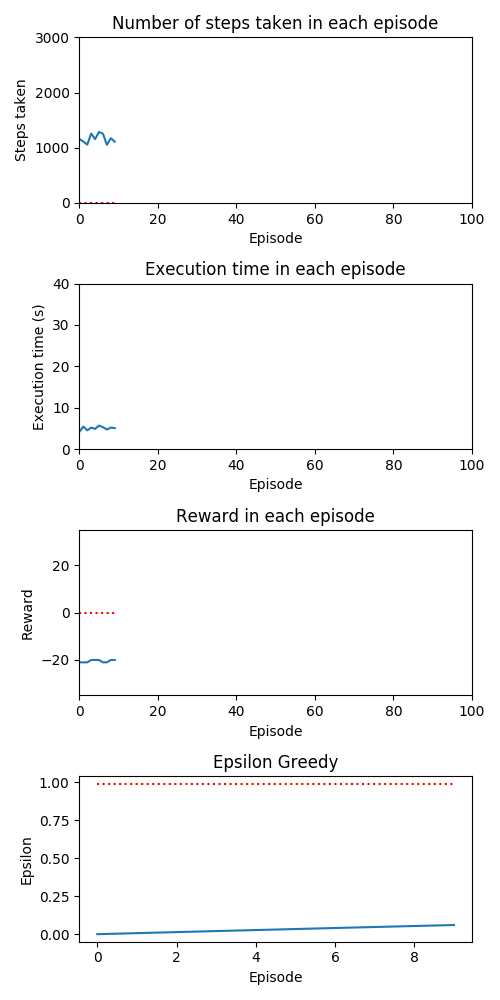 Number of steps taken in each episode
3000
2000
1000
0
Steps taken
0 20 40 60 80 100
Episode
Execution time in each episode
40
30
20
10
0
Execution time (s)
0 20 40 60 80 100
Episode
Reward in each episode
20
0
−20
Reward
0 20 40 60 80 100
Episode
Epsilon Greedy
1.00
0.75
0.50
0.25
0.00
Epsilon
0 2 4 6 8
Episode